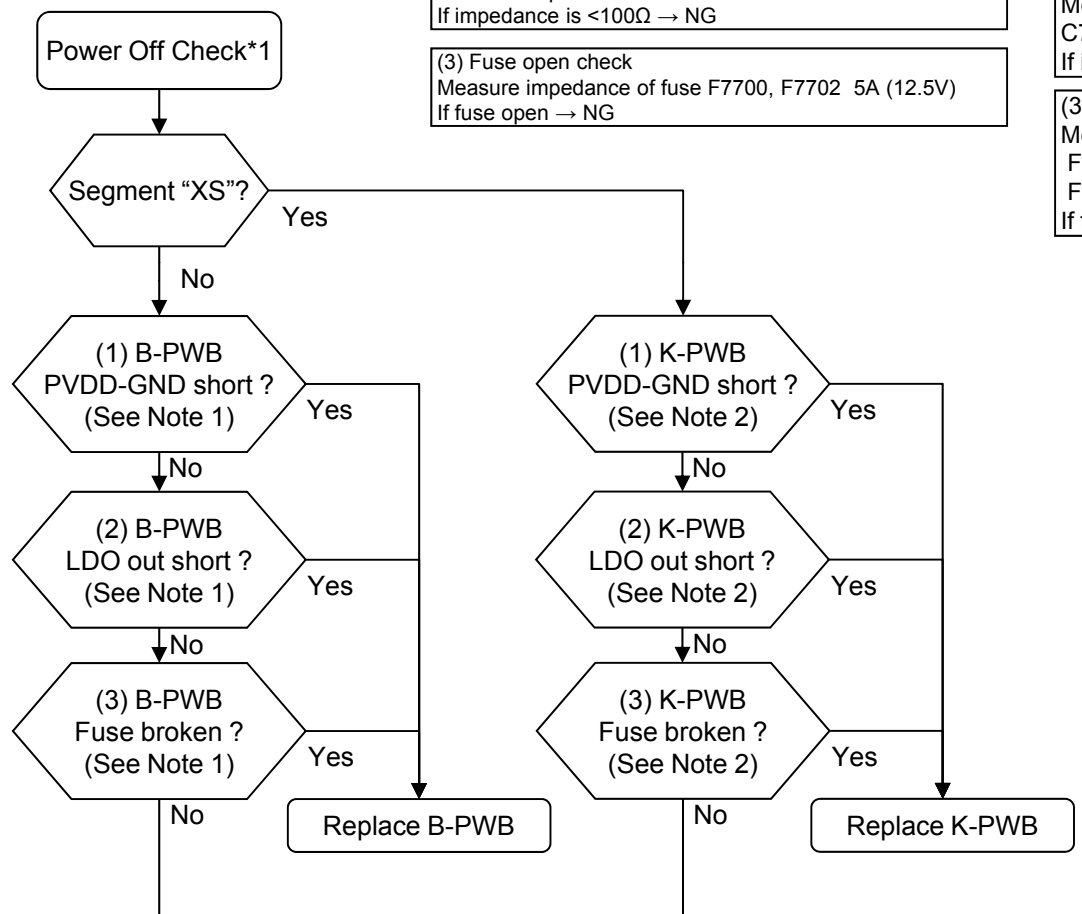 If impedance is <100Ω → NG
(3) Fuse open check
Measure impedance of fuse F7700, F7702 5A (12.5V)
If fuse open → NG
Power Off Check*1
Segment “XS”?
Yes
No
(1) B-PWB
PVDD-GND short ?
(See Note 1)
Yes
No
(2) B-PWB
LDO out short ?
(See Note 1)
Yes
No
(3) B-PWB
Fuse broken ?
(See Note 1)
Yes
No
Replace B-PWB
(1) K-PWB
PVDD-GND short ?
(See Note 2)
Yes
No
(2) K-PWB
LDO out short ?
(See Note 2)
Yes
No
(3) K-PWB
Fuse broken ?
(See Note 2)
Yes
No
Replace K-PWB
C7
If
(3
F
F
If